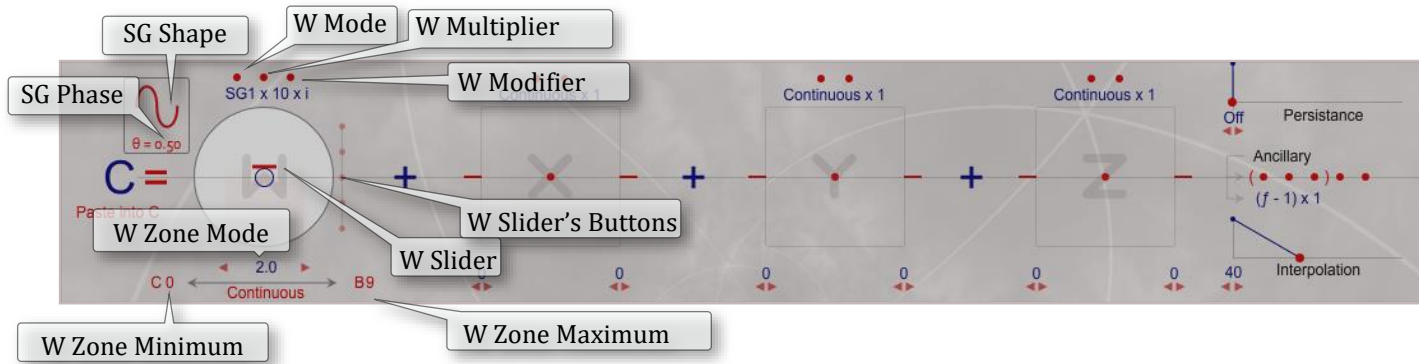 SG Shape
W Mode
W Multiplier
SG Phase
W Modifier
SG1 x 10 x i
Continuous x 1
Continuous x 1
Continuous x 1
θ = 0.50
Off
Persistance
C =
W
+
X
+
Y
+
Z
Ancillary
( )
(ƒ - 1) x 1
Paste into C
W Slider's Buttons
W Zone Mode
W Slider
2.0
0
0
0
0
0
0
40
Interpolation
C 0
Continuous
B9
W Zone Minimum
W Zone Maximum